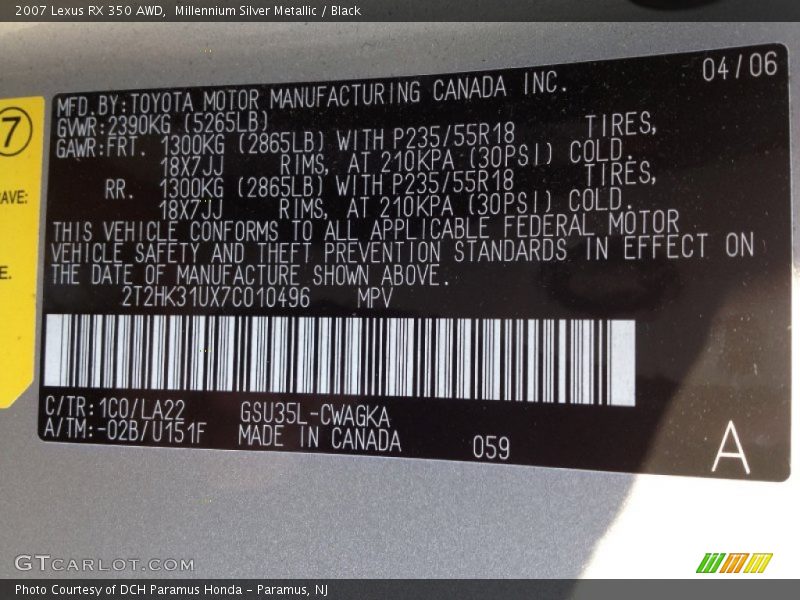 2007 Lexus RX 350 AWD, Millennium Silver Metallic / Black
04/06
MFD.BY:TOYOTA MOTOR MANUFACTURING CANADA INC.
GVWR:2390KG (5265LB)
GAWR:FRT. 1300KG (2865LB) WITH P235/55R18 TIRES,
18X7JJ RIMS, AT 210KPA (30PSI) COLD.
RR. 1300KG (2865LB) WITH P235/55R18 TIRES,
18X7JJ RIMS, AT 210KPA (30PSI) COLD.
THIS VEHICLE CONFORMS TO ALL APPLICABLE FEDERAL MOTOR
VEHICLE SAFETY AND THEFT PREVENTION STANDARDS IN EFFECT ON
THE DATE OF MANUFACTURE SHOWN ABOVE.
2T2HK31UX7C010496 MPV
C/TR:1C0/LA22 GSU35L-CWAGKA
A/TM:-02B/U151F MADE IN CANADA 059
A
7
RAVE:
E.
GTCARLOT.COM
Photo Courtesy of DCH Paramus Honda - Paramus, NJ